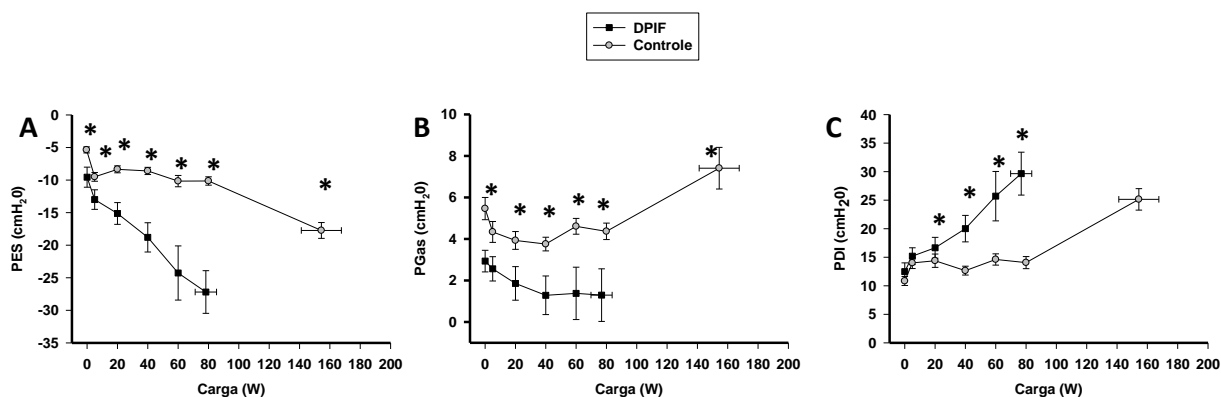 DPIF
Controle
A
PES (cmH20)
0
-5
-10
-15
-20
-25
-30
-35
* * * * * * *
0 20 40 60 80 100 120 140 160 180 200
Carga (W)
B
PGas (cmH20)
10
8
6
4
2
0
* * * * * *
0 20 40 60 80 100 120 140 160 180 200
Carga (W)
C
PDI (cmH20)
40
35
30
25
20
15
10
5
0
* * * *
0 20 40 60 80 100 120 140 160 180 200
Carga (W)